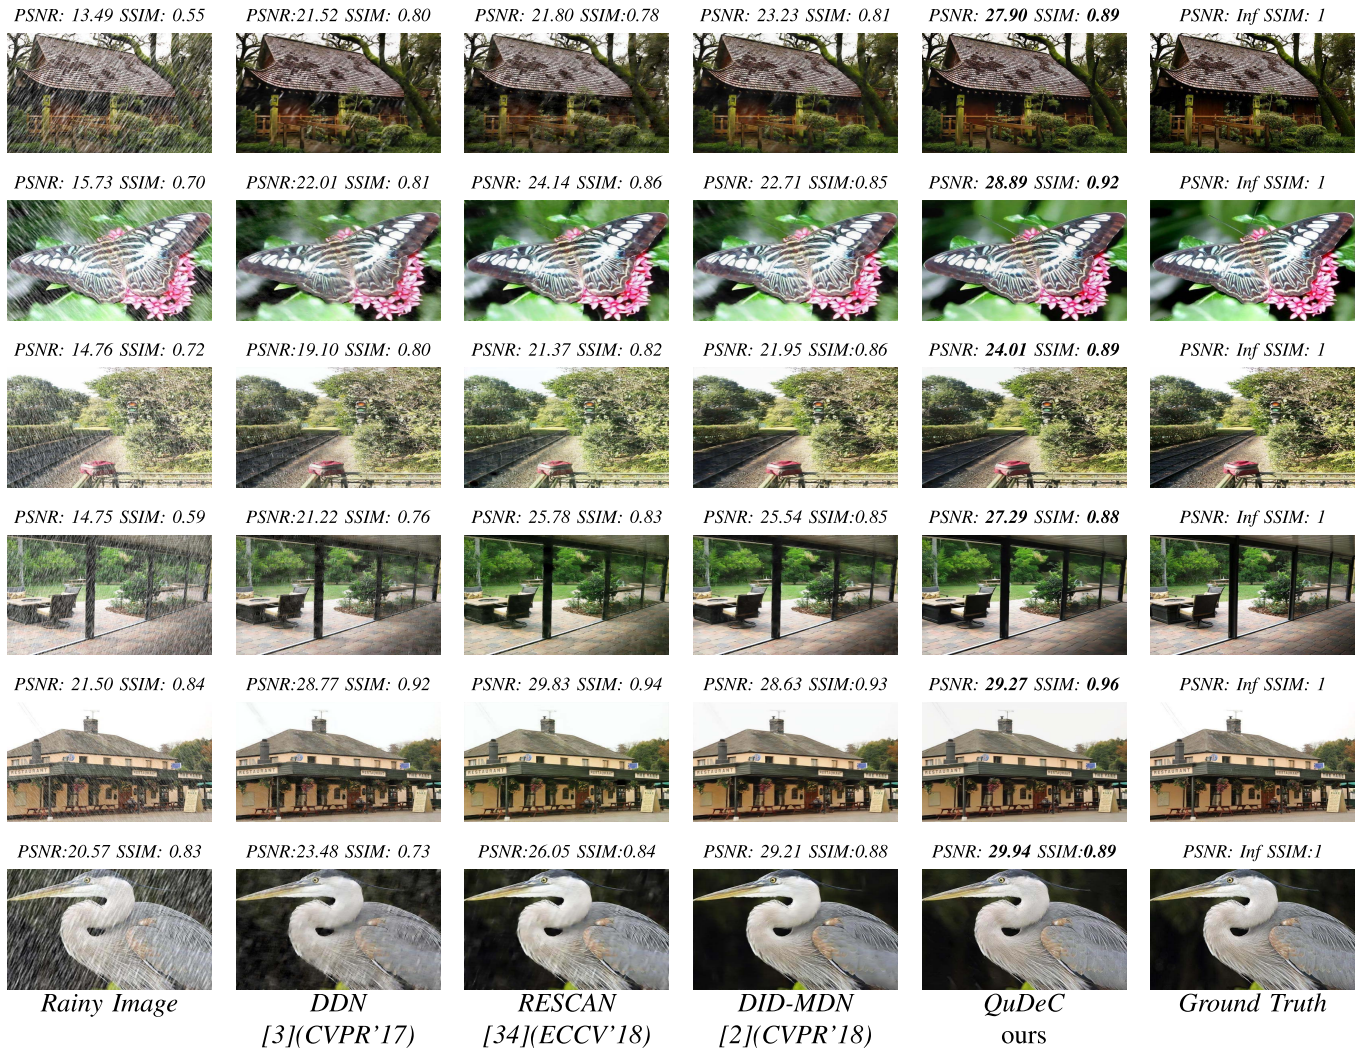 PSNR: 13.49 SSIM: 0.55 PSNR:21.52 SSIM: 0.80 PSNR: 21.80 SSIM:0.78 PSNR: 23.23 SSIM: 0.81 PSNR: 27.90 SSIM: 0.89 PSNR: Inf SSIM: 1
PSNR: 15.73 SSIM: 0.70 PSNR:22.01 SSIM: 0.81 PSNR: 24.14 SSIM: 0.86 PSNR: 22.71 SSIM:0.85 PSNR: 28.89 SSIM: 0.92 PSNR: Inf SSIM: 1
PSNR: 14.76 SSIM: 0.72 PSNR:19.10 SSIM: 0.80 PSNR: 21.37 SSIM: 0.82 PSNR: 21.95 SSIM:0.86 PSNR: 24.01 SSIM: 0.89 PSNR: Inf SSIM: 1
PSNR: 14.75 SSIM: 0.59 PSNR:21.22 SSIM: 0.76 PSNR: 25.78 SSIM: 0.83 PSNR: 25.54 SSIM:0.85 PSNR: 27.29 SSIM: 0.88 PSNR: Inf SSIM: 1
PSNR: 21.50 SSIM: 0.84 PSNR:28.77 SSIM: 0.92 PSNR: 29.83 SSIM: 0.94 PSNR: 28.63 SSIM:0.93 PSNR: 29.27 SSIM: 0.96 PSNR: Inf SSIM: 1
RESTAURANT RESTAURANT RESTAURANT RESTAURANT RESTAURANT RESTAURANT
PSNR:20.57 SSIM: 0.83 PSNR:23.48 SSIM: 0.73 PSNR:26.05 SSIM:0.84 PSNR: 29.21 SSIM:0.88 PSNR: 29.94 SSIM:0.89 PSNR: Inf SSIM:1
Rainy Image DDN RESCAN DID-MDN QuDeC Ground Truth
[3](CVPR'17) [34](ECCV'18) [2](CVPR'18) ours